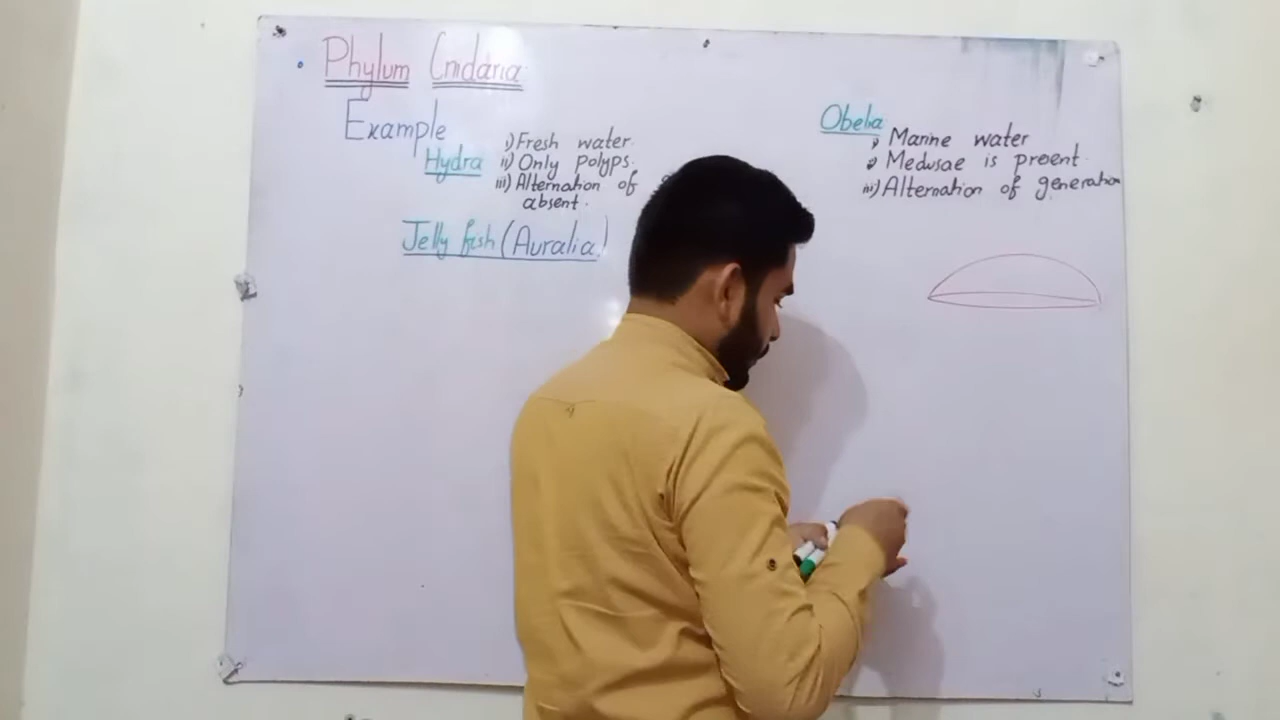 Phylum Cnidaria
Example
Hydra
i) Fresh water.
ii) Only polyps.
iii) Alternation of
absent.
Jelly fish (Auralia)
Obelia
i) Marine water
ii) Medusae is present
iii) Alternation of generation